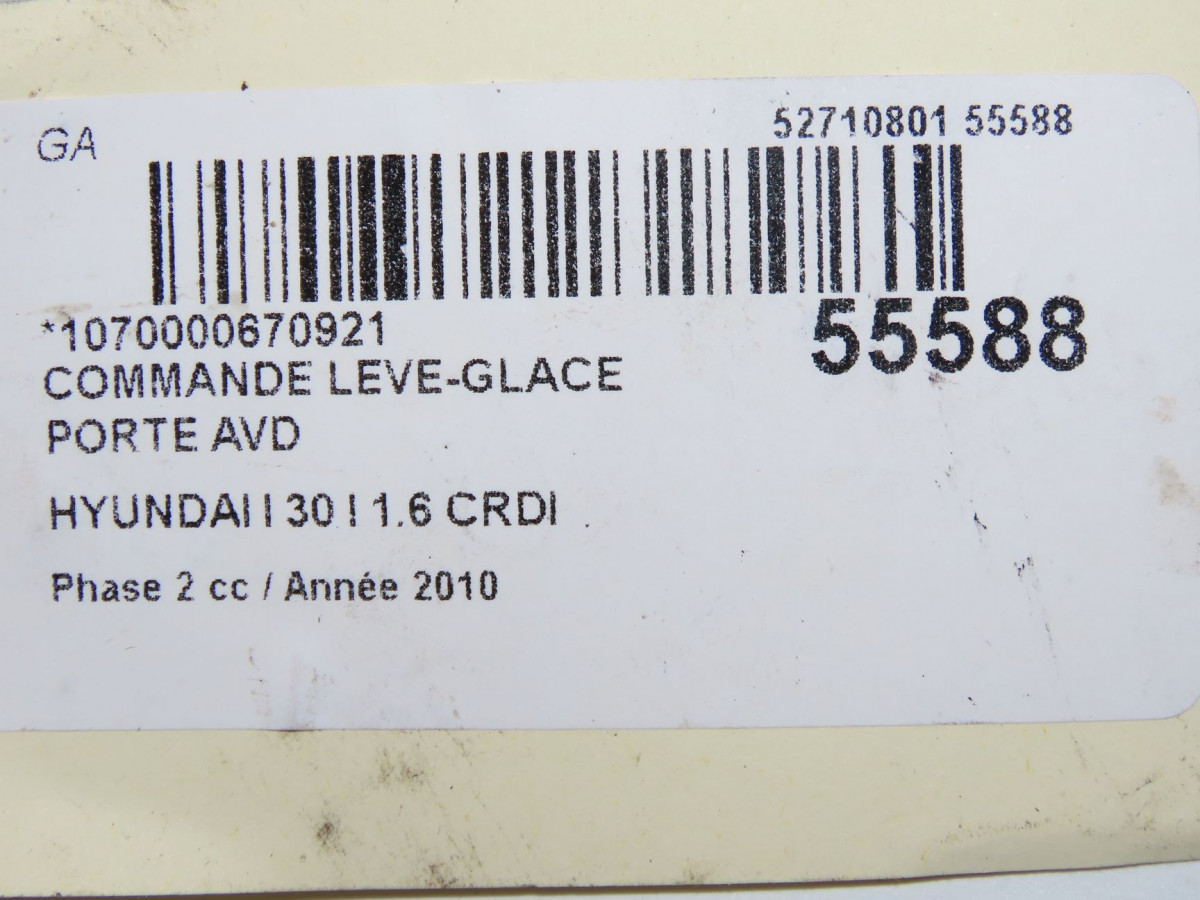 GA
52710801 55588
*1070000670921
55588
COMMANDE LEVE-GLACE
PORTE AVD
HYUNDAI I 30 I 1.6 CRDI
Phase 2 cc / Année 2010